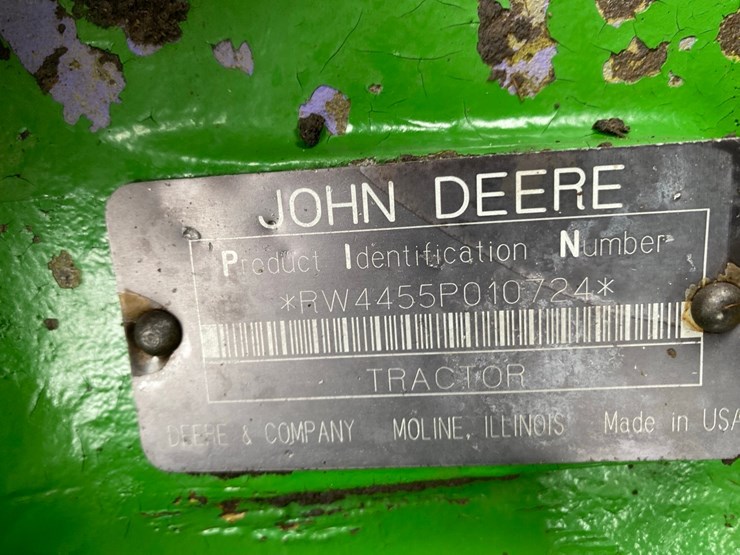 JOHN DEERE
Product Identification Number
*RW4455P010724*
TRACTOR
DEERE & COMPANY MOLINE, ILLINOIS Made in USA